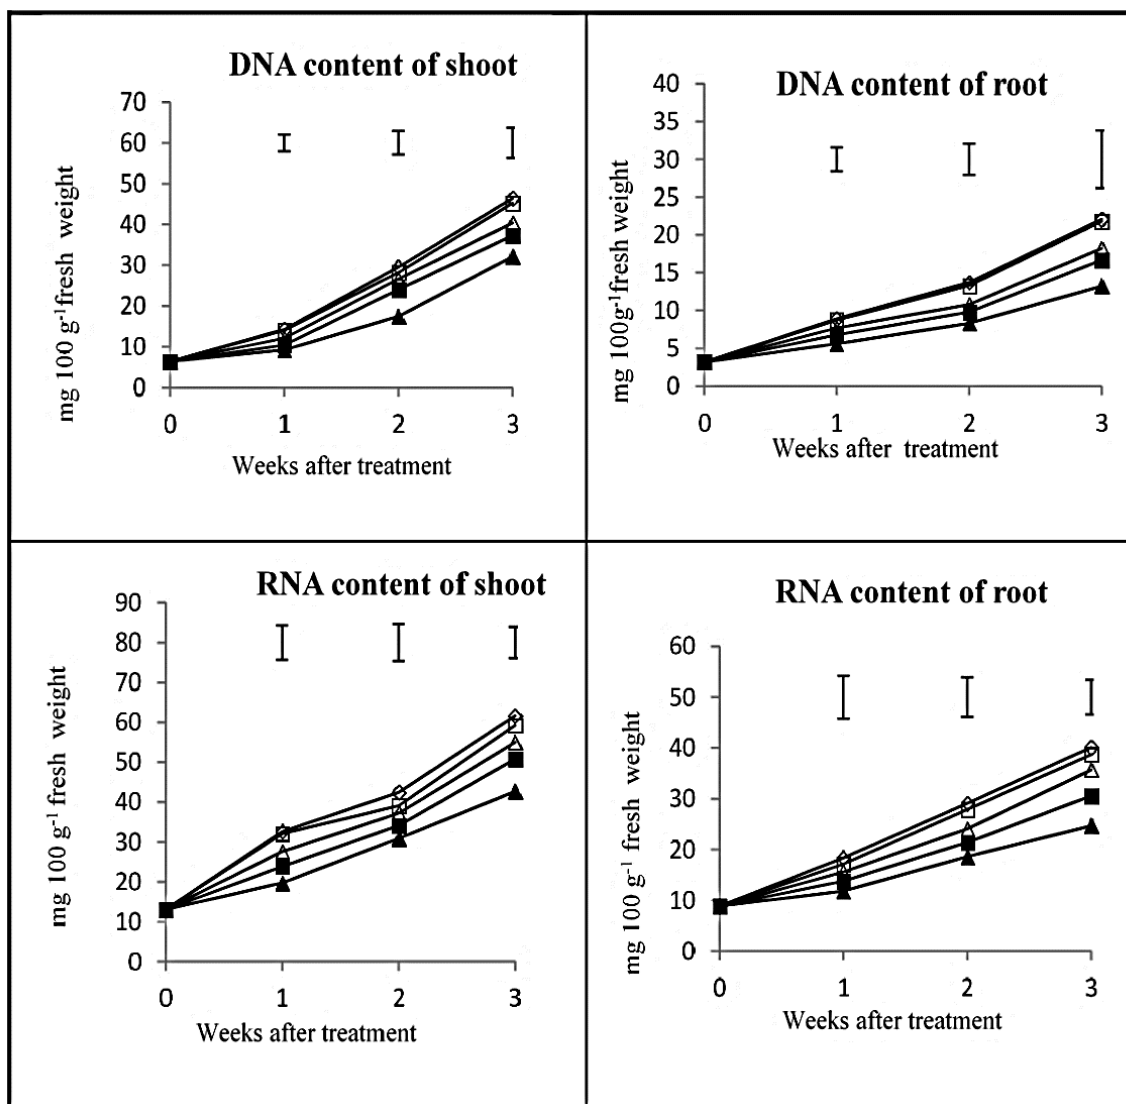 DNA content of shoot
70
60
50
40
30
20
10
0
mg 100 g⁻¹fresh weight
0 1 2 3
Weeks after treatment
DNA content of root
40
35
30
25
20
15
10
5
0
mg 100g⁻¹fresh weight
0 1 2 3
Weeks after treatment
RNA content of shoot
90
80
70
60
50
40
30
20
10
0
mg 100 g⁻¹ fresh weight
0 1 2 3
Weeks after treatment
RNA content of root
60
50
40
30
20
10
0
mg 100 g⁻¹ fresh weight
0 1 2 3
Weeks after treatment